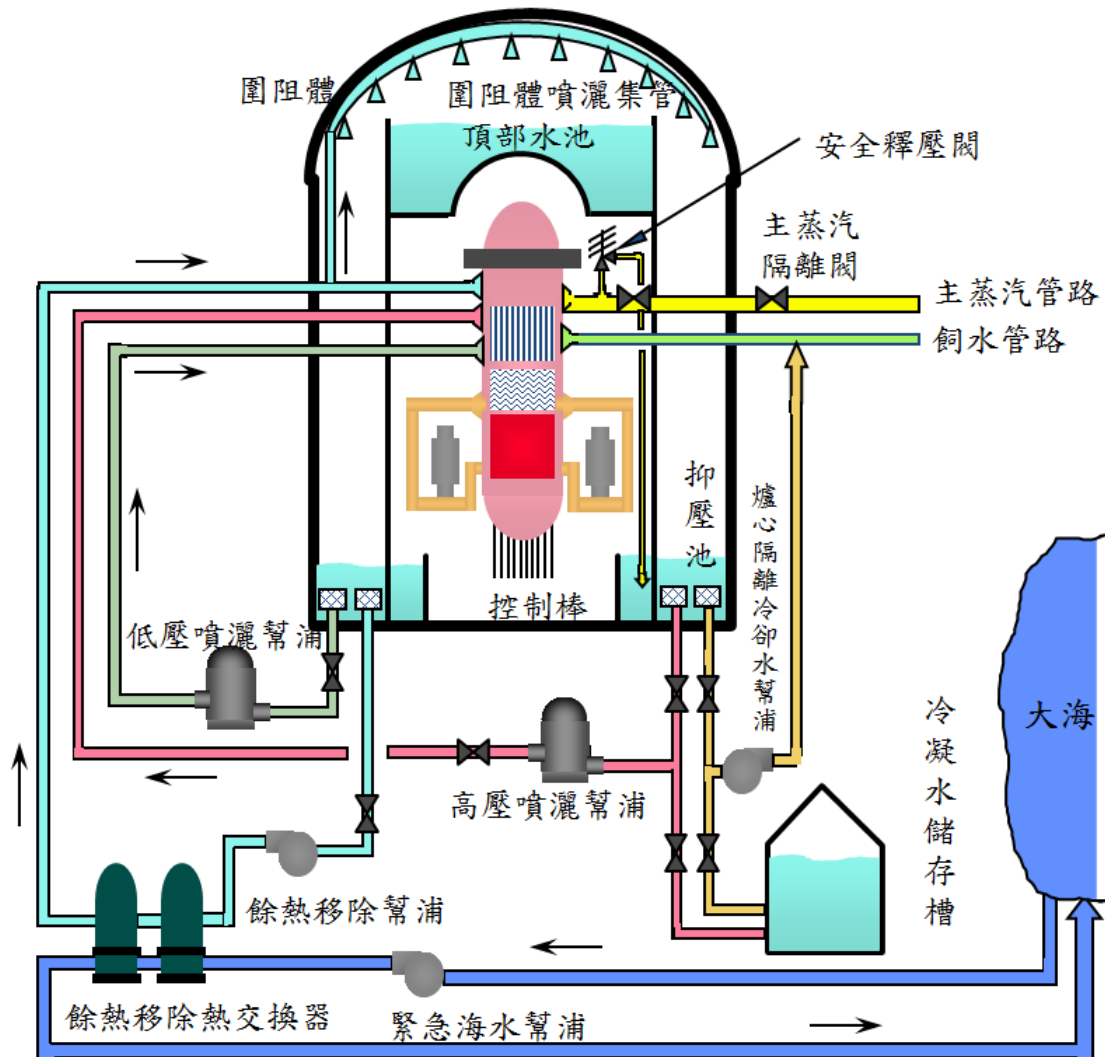 圍阻體
圍阻體噴灑集管
頂部水池
安全釋壓閥
主蒸汽
隔離閥
主蒸汽管路
飼水管路
抑壓池
爐心隔離冷卻水幫浦
控制棒
低壓噴灑幫浦
高壓噴灑幫浦
冷凝水儲存槽
大海
餘熱移除幫浦
餘熱移除熱交換器
緊急海水幫浦